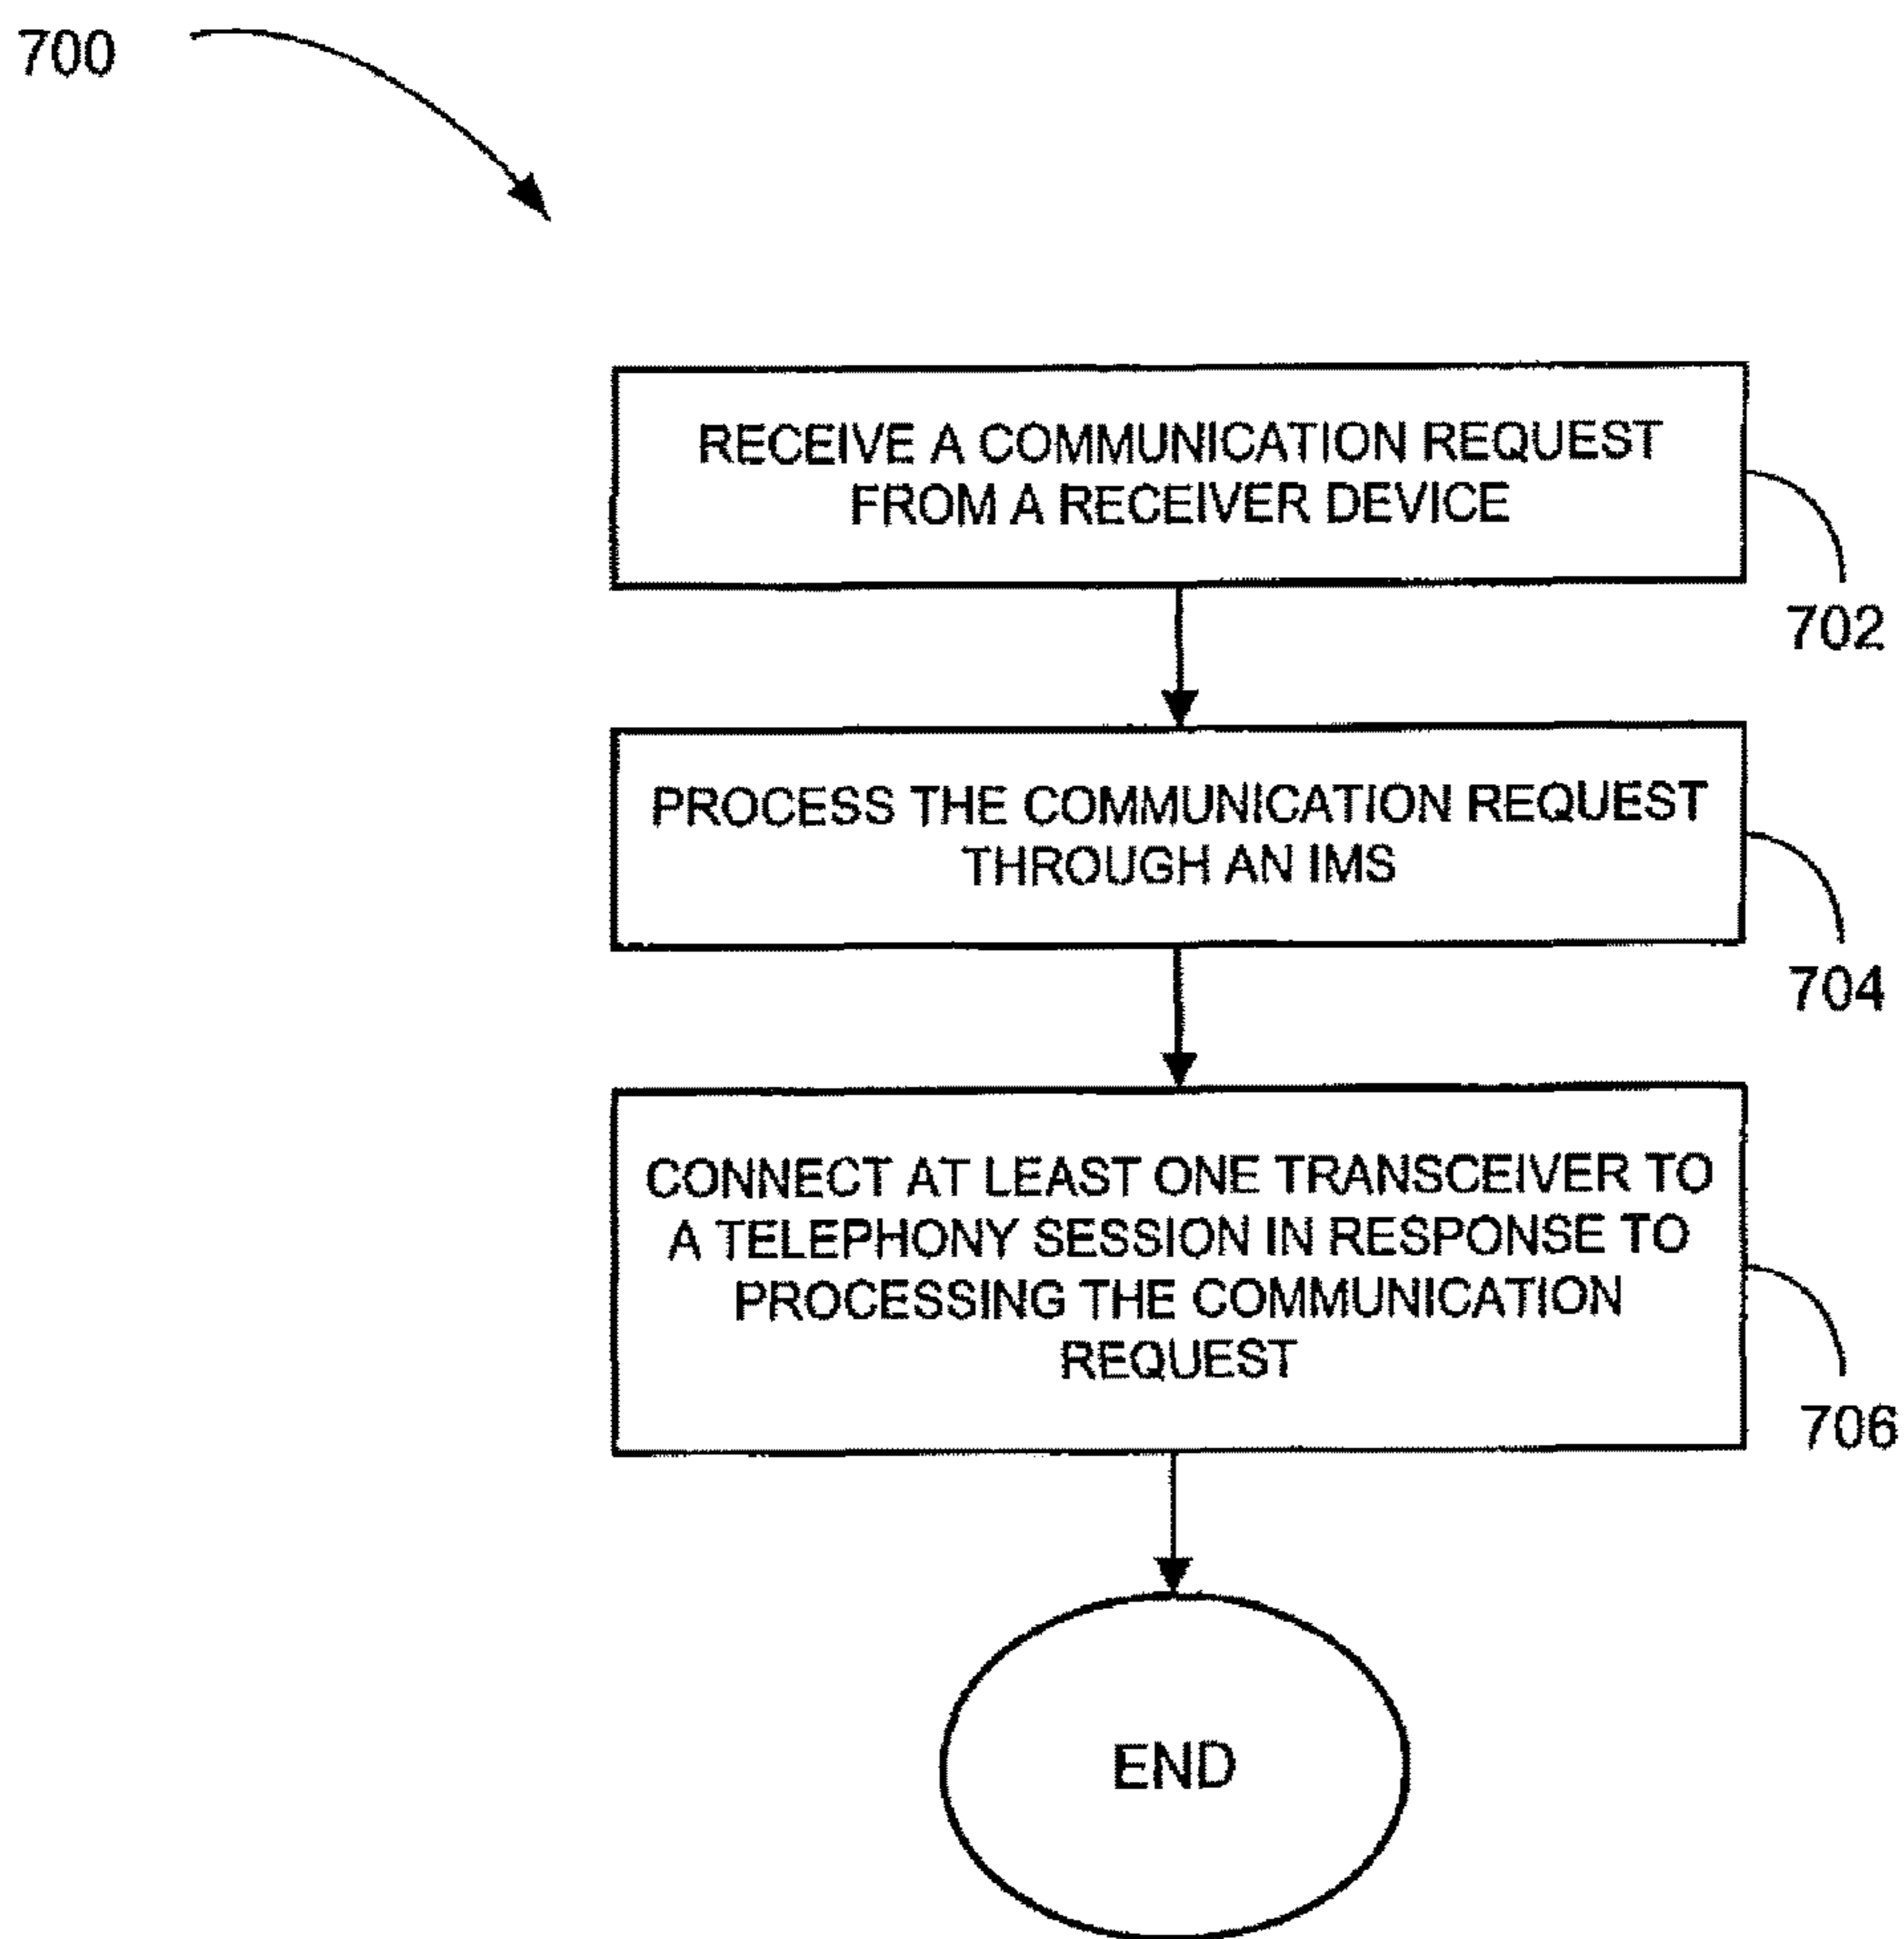 700
RECEIVE A COMMUNICATION REQUEST
FROM A RECEIVER DEVICE
702
PROCESS THE COMMUNICATION REQUEST
THROUGH AN IMS
704
CONNECT AT LEAST ONE TRANSCEIVER TO
A TELEPHONY SESSION IN RESPONSE TO
PROCESSING THE COMMUNICATION
REQUEST
706
END